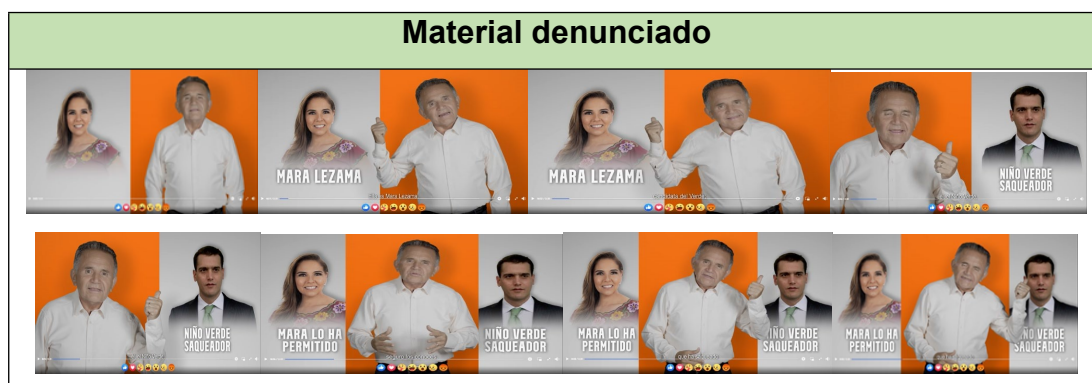 Material denunciado
MARA LEZAMA
MARA LEZAMA
NIÑO VERDE
SAQUEADOR
NIÑO VERDE
SAQUEADOR
MARA LO HA
PERMITIDO
NIÑO VERDE
SAQUEADOR
MARA LO HA
PERMITIDO
NIÑO VERDE
SAQUEADOR
MARA LO HA
PERMITIDO
NIÑO VERDE
SAQUEADOR